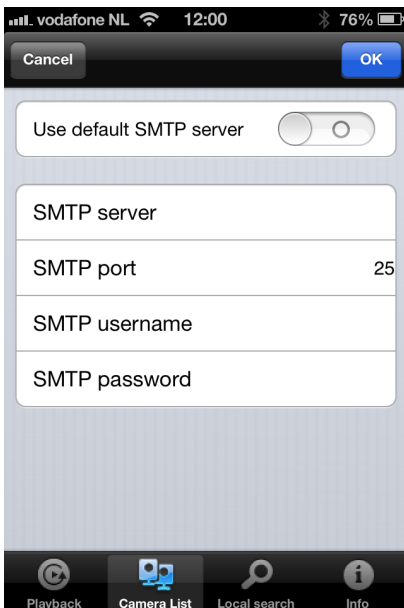 vodafone NL 12:00 76%
Cancel OK
Use default SMTP server
SMTP server
SMTP port 25
SMTP username
SMTP password
Playback Camera List Local search Info